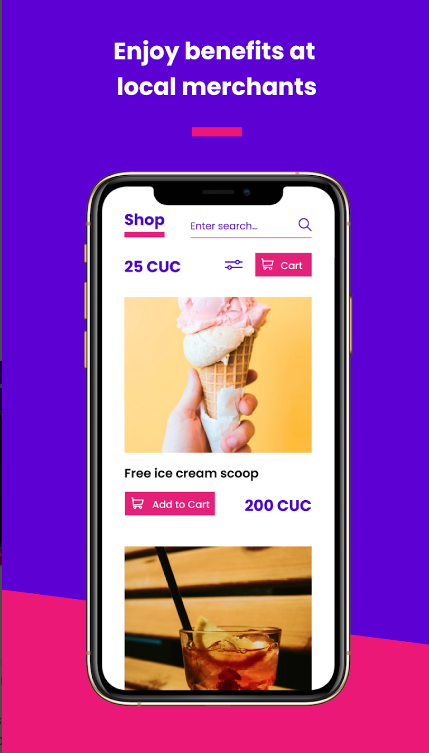 Enjoy benefits at
local merchants
Shop
Enter search...
25 CUC
Cart
Free ice cream scoop
Add to Cart
200 CUC